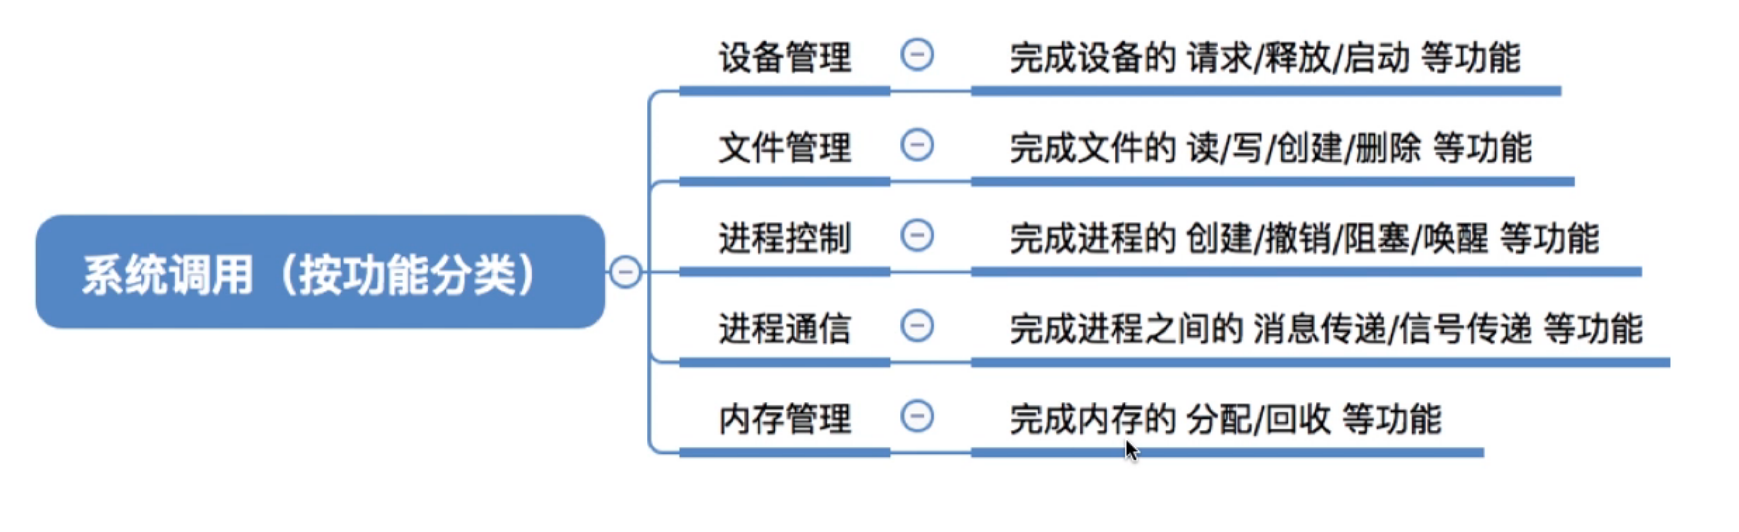 设备管理 完成设备的 请求/释放/启动 等功能
文件管理 完成文件的 读/写/创建/删除 等功能
系统调用（按功能分类）
进程控制 完成进程的 创建/撤销/阻塞/唤醒 等功能
进程通信 完成进程之间的 消息传递/信号传递 等功能
内存管理 完成内存的 分配/回收 等功能